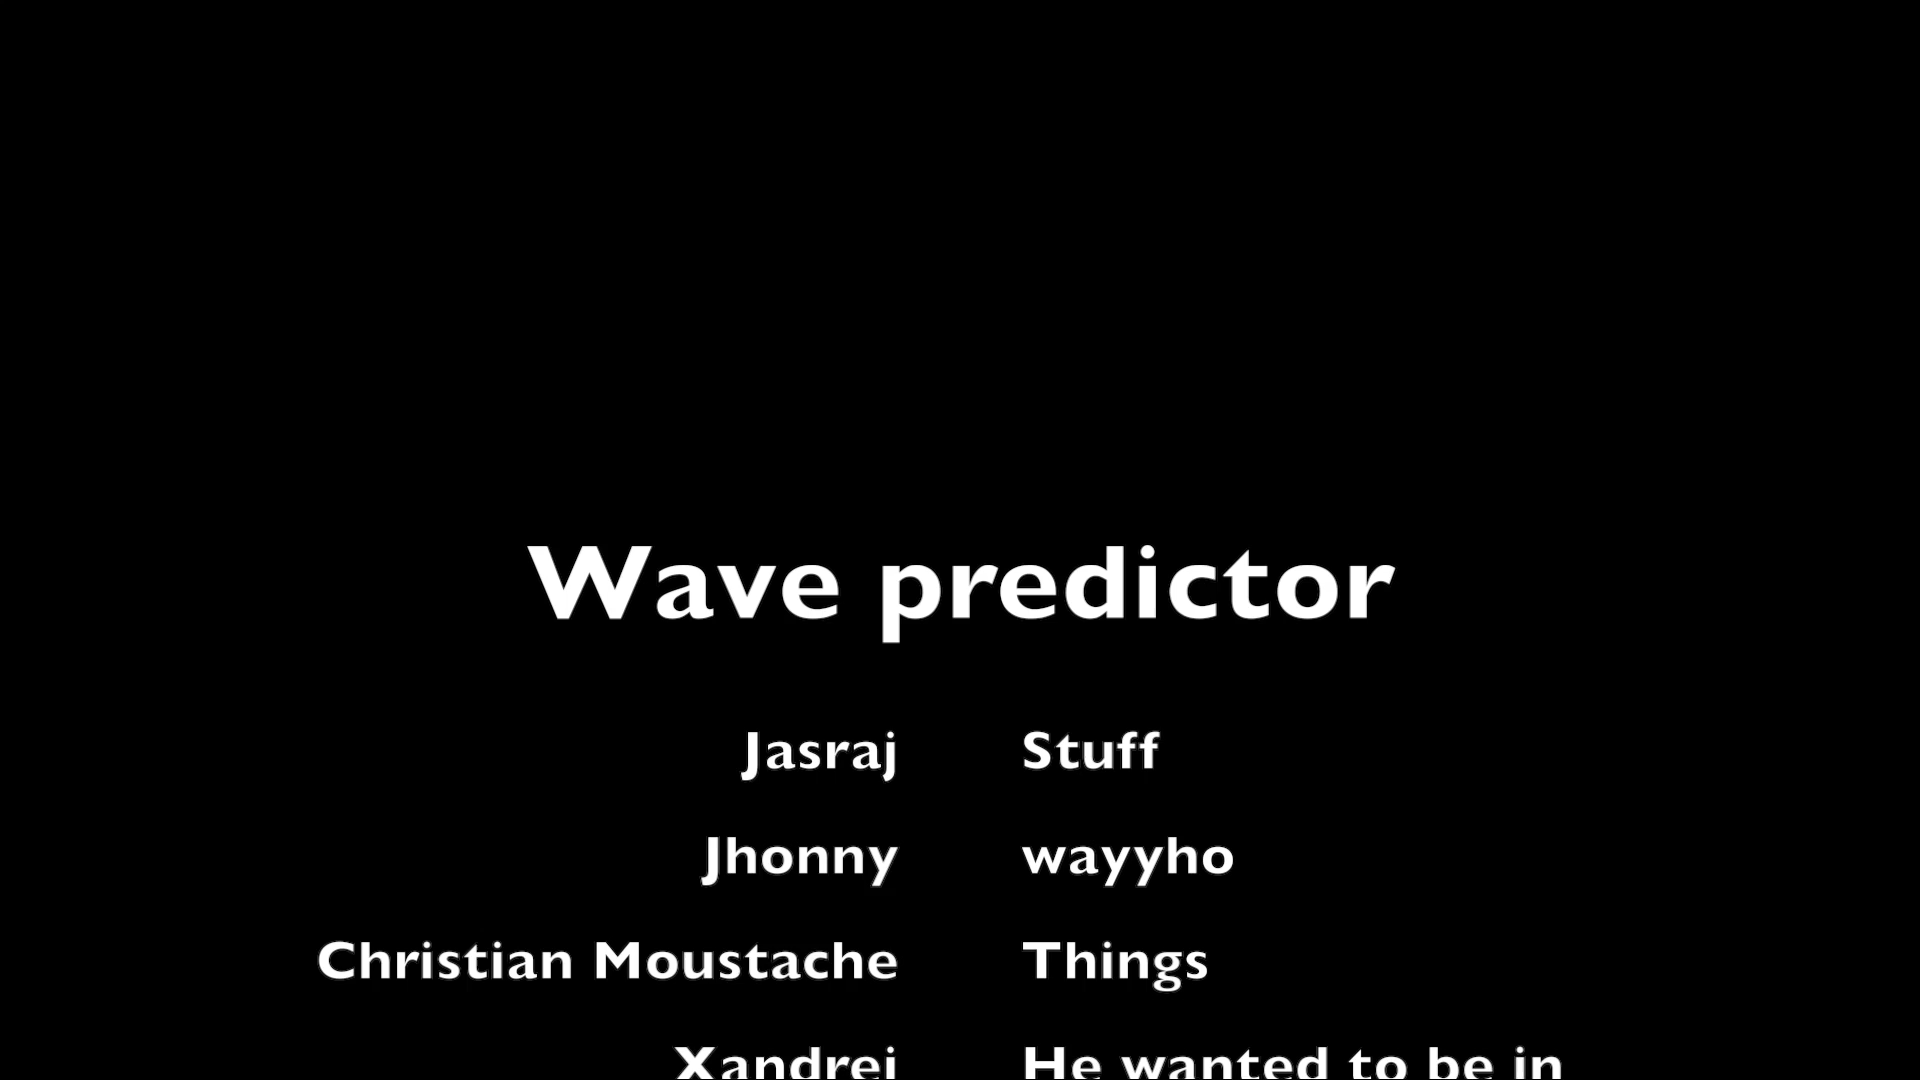 Wave predictor
Jasraj Stuff
Jhonny wayyho
Christian Moustache Things
Xandrei He wanted to be in